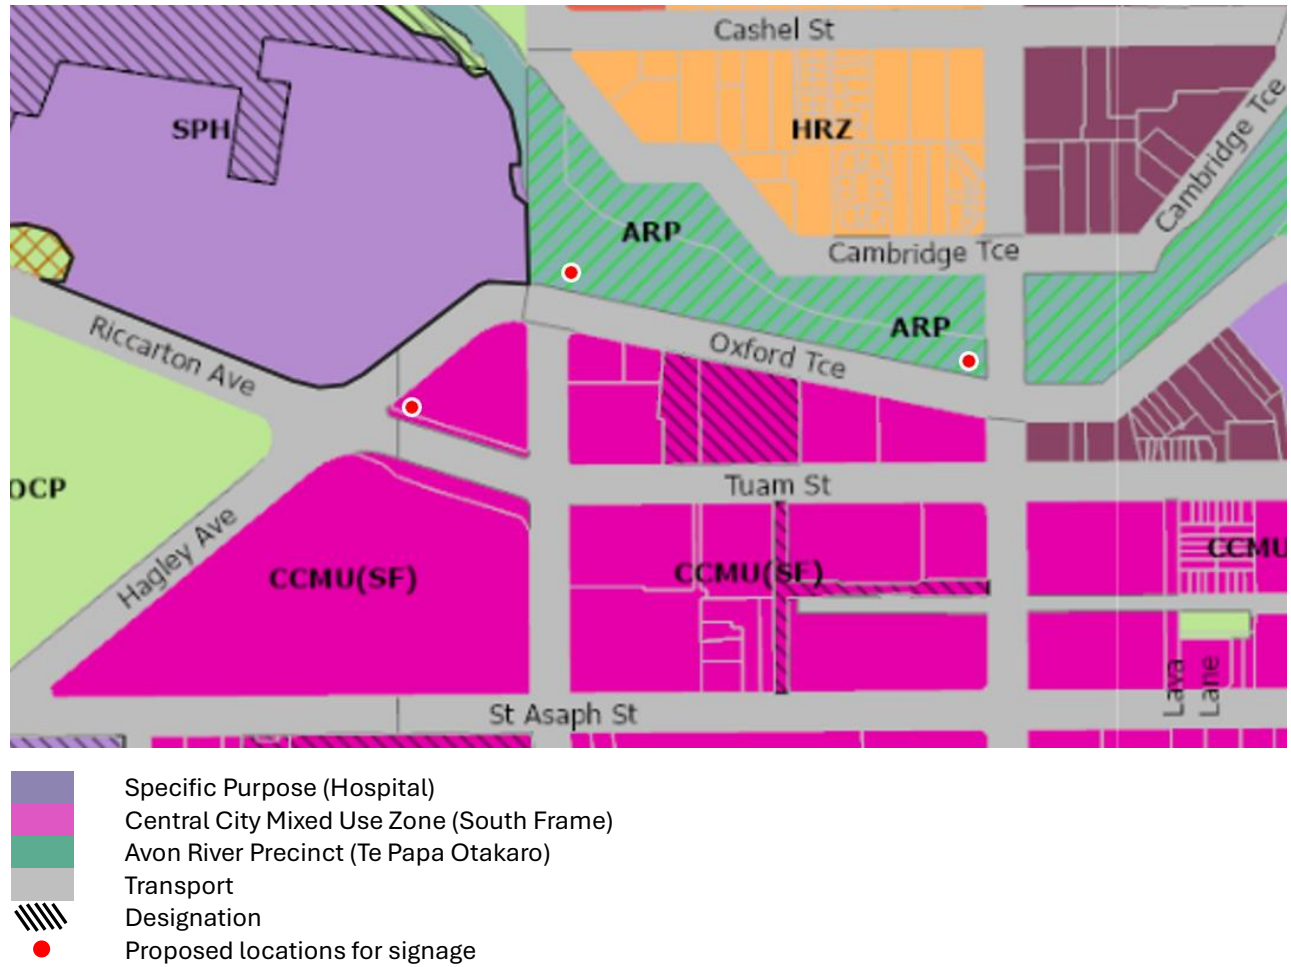 Cashel St
SPH
HRZ
Cambridge Tce
ARP
Cambridge Tce
Riccarton Ave
ARP
Oxford Tce
OCP
Tuam St
Hagley Ave
CCMU(SF)
CCMU(SF)
CCMU
Lava
Lane
St Asaph St
Specific Purpose (Hospital)
Central City Mixed Use Zone (South Frame)
Avon River Precinct (Te Papa Otakaro)
Transport
Designation
Proposed locations for signage